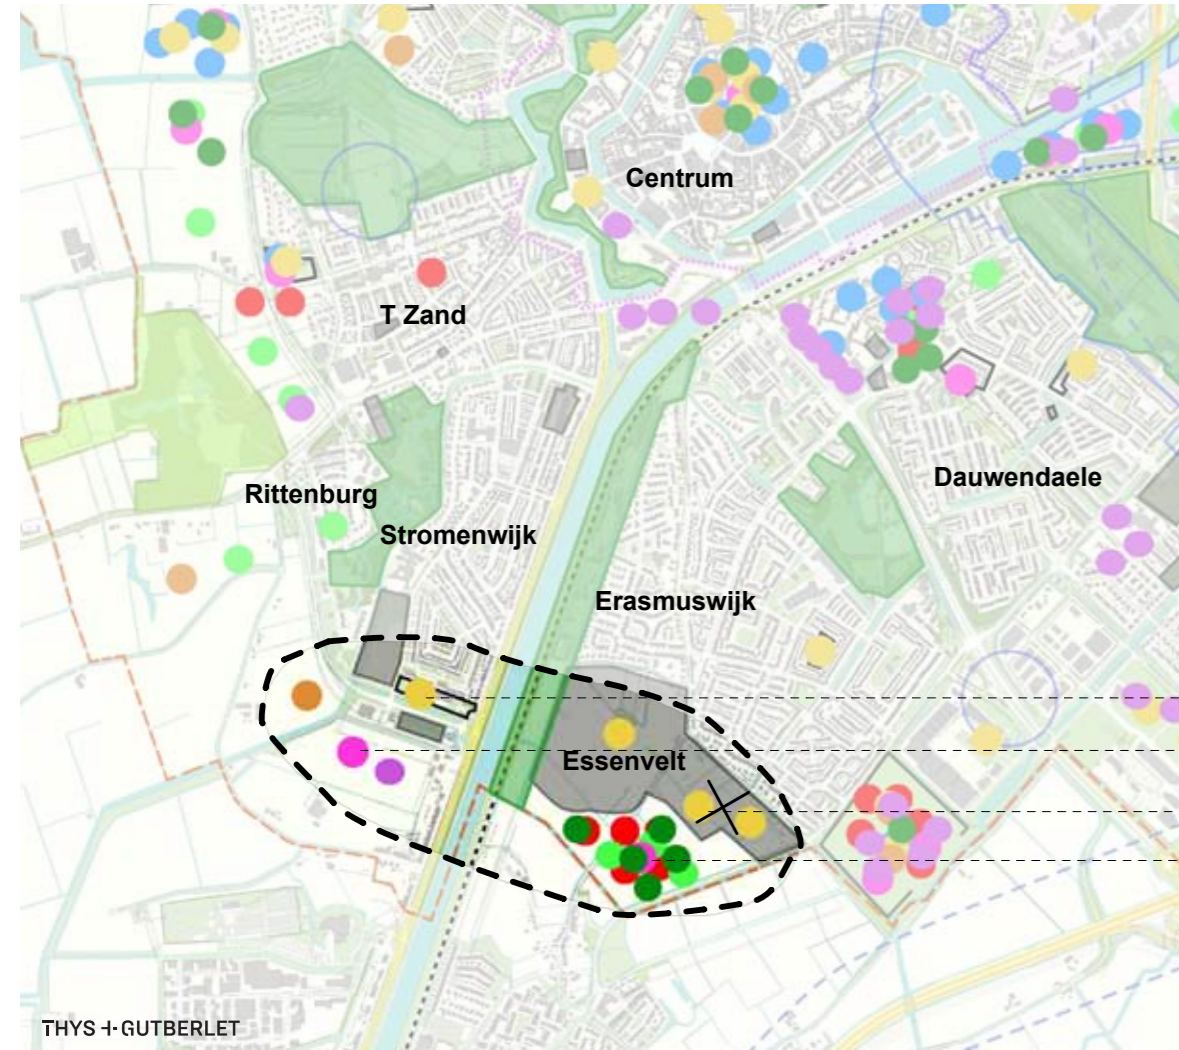 Centrum
T Zand
Dauwendaele
Rittenburg
Stromenwijk
Erasmuswijk
Essenvelt
THYS + GUTBERLET